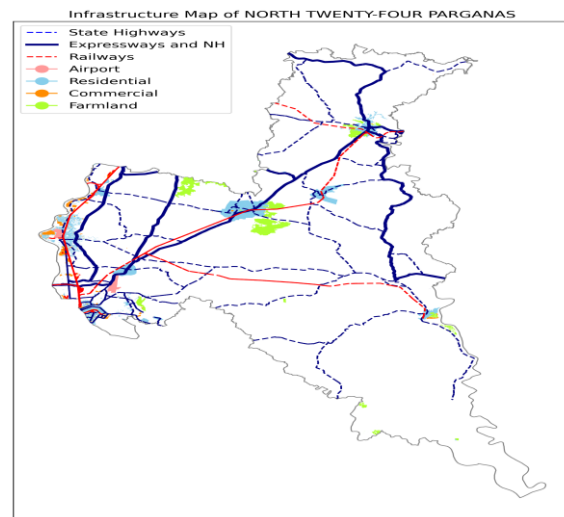 Infrastructure Map of NORTH TWENTY-FOUR PARGANAS
State Highways
Expressways and NH
Railways
Airport
Residential
Commercial
Farmland